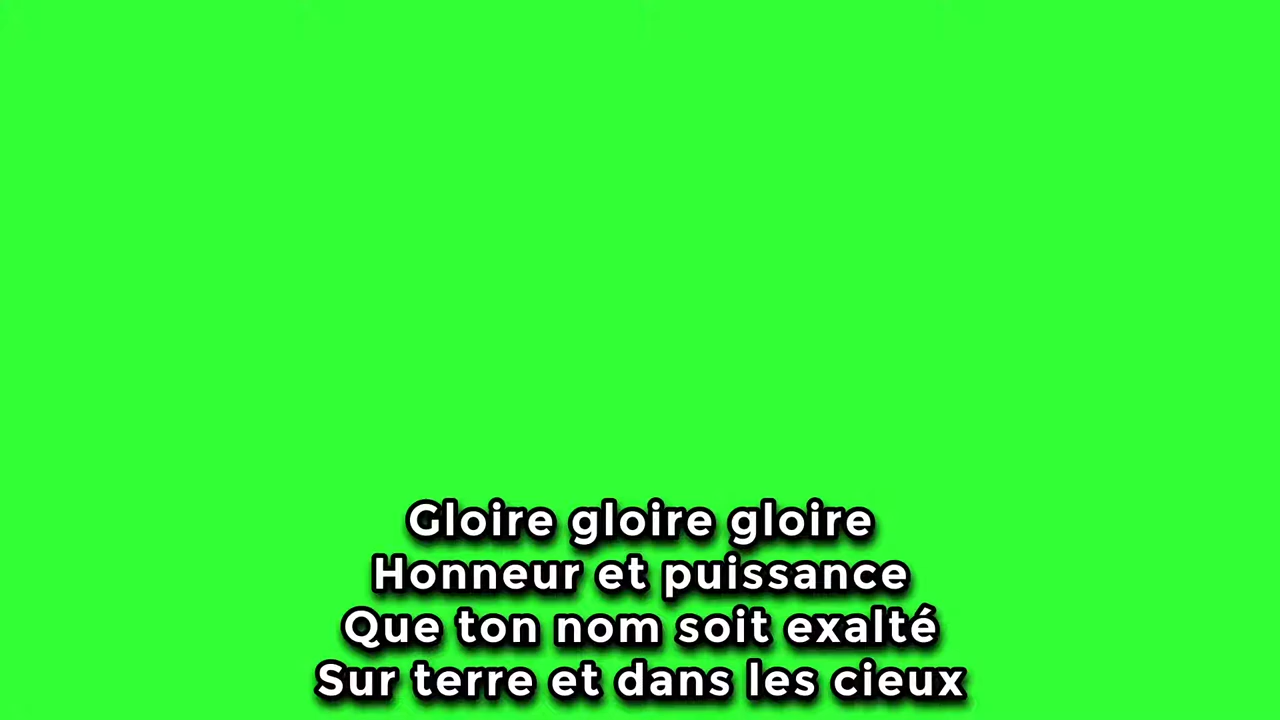 Gloire gloire gloire
Honneur et puissance
Que ton nom soit exalté
Sur terre et dans les cieux